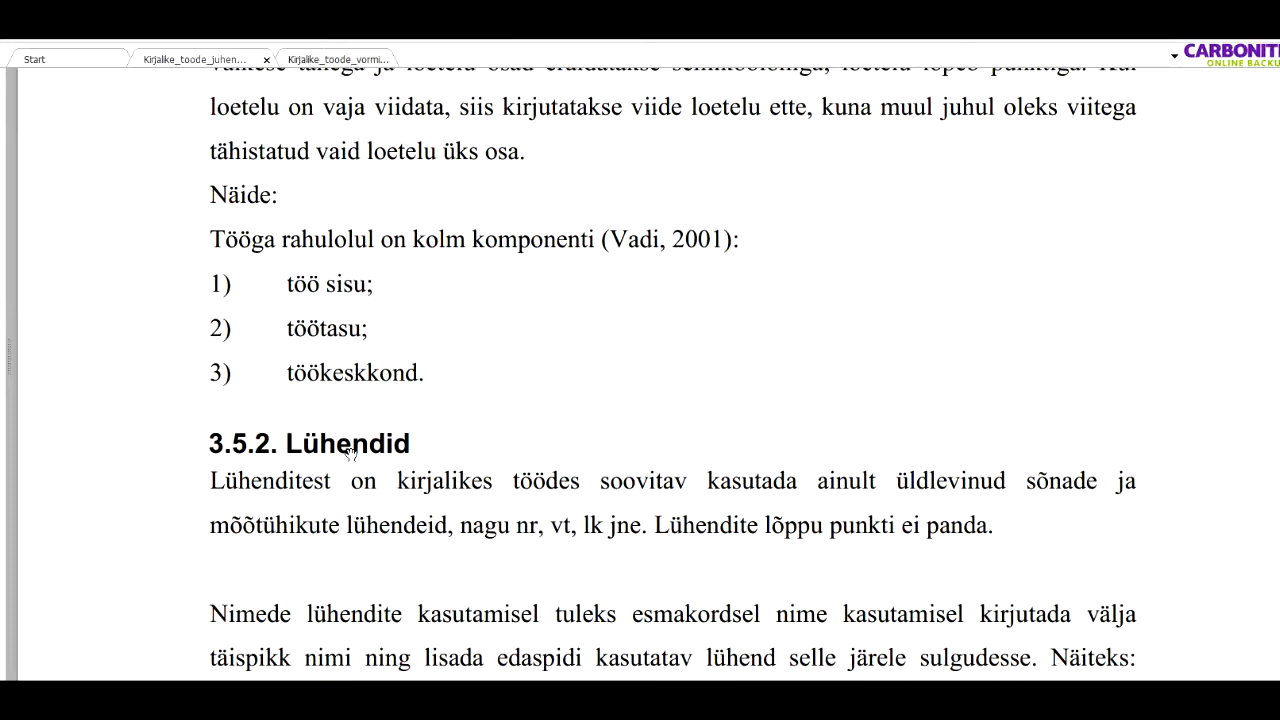 Start
Kirjalike_toode_juhen...
Kirjalike_toode_vormi...
CARBONIT
ONLINE BACKU
loetelu on vaja viidata, siis kirjutatakse viide loetelu ette, kuna muul juhul oleks viitega
tähistatud vaid loetelu üks osa.
Näide:
Tööga rahulolul on kolm komponenti (Vadi, 2001):
1) töö sisu;
2) töötasu;
3) töökeskkond.
3.5.2. Lühendid
Lühenditest on kirjalikes töödes soovitav kasutada ainult üldlevinud sõnade ja
mõõtühikute lühendeid, nagu nr, vt, lk jne. Lühendite lõppu punkti ei panda.
Nimede lühendite kasutamisel tuleks esmakordsel nime kasutamisel kirjutada välja
täispikk nimi ning lisada edaspidi kasutatav lühend selle järele sulgudesse. Näiteks: